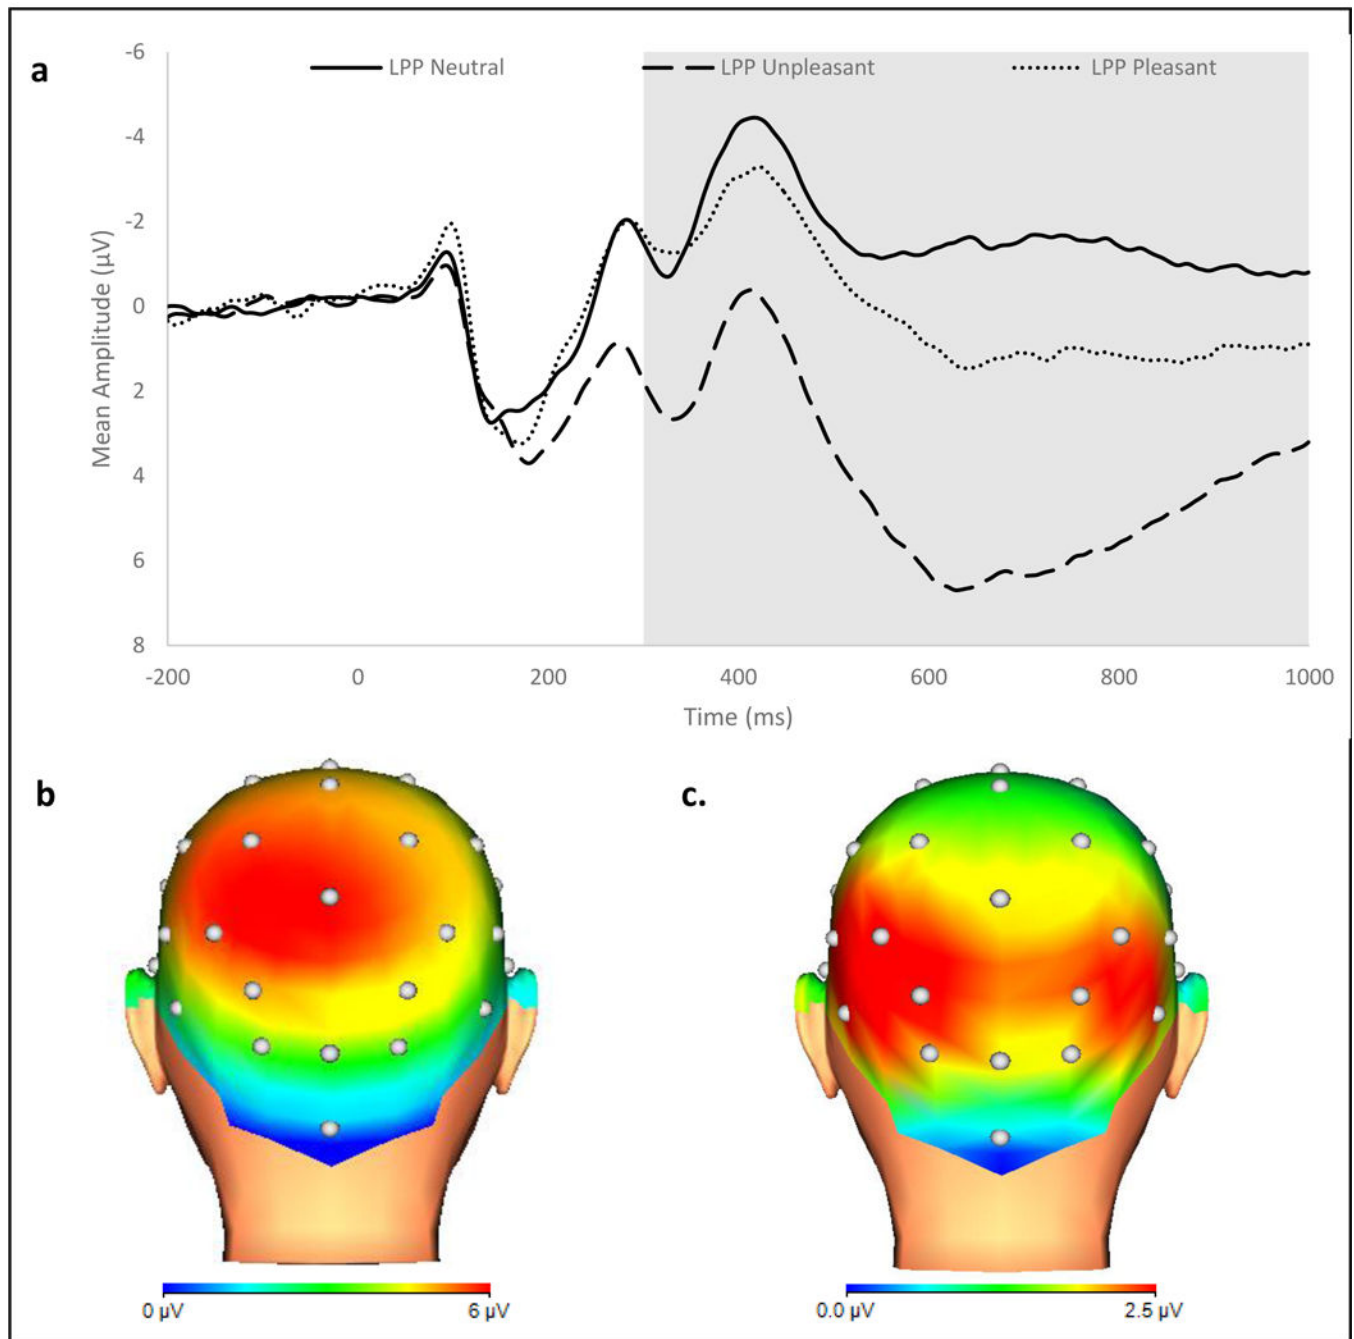 a
LPP Neutral LPP Unpleasant LPP Pleasant
-6
-4
-2
0
2
4
6
8
Mean Amplitude (µV)
-200 0 200 400 600 800 1000
Time (ms)
b
c.
0 µV 6 µV
0.0 µV 2.5 µV